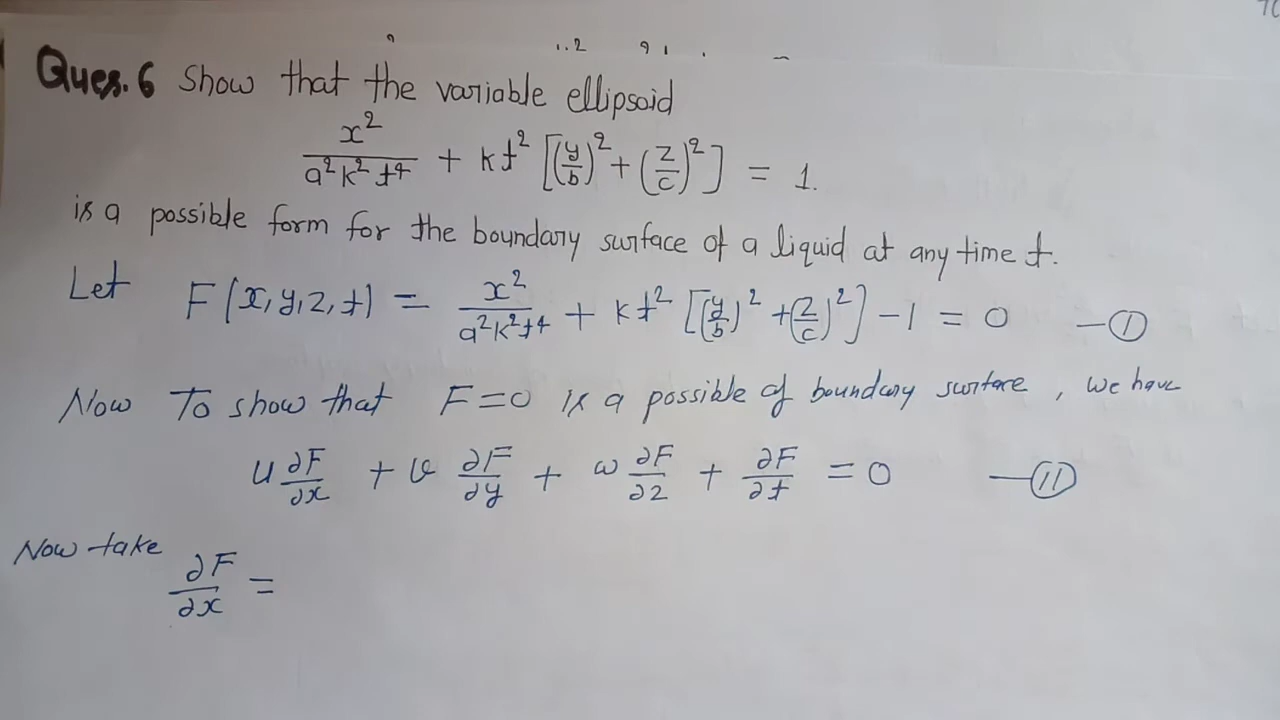 Ques. 6 Show that the variable ellipsoid
x²/(a²k²t⁴) + kt² [(y/b)² + (z/c)²] = 1.
is a possible form for the boundary surface of a liquid at any time t.
Let F(x, y, z, t) = x²/(a²k²t⁴) + kt² [(y/b)² + (z/c)²] - 1 = 0 —(I)
Now To show that F=0 is a possible of boundary surface, we have
u ∂F/∂x + v ∂F/∂y + w ∂F/∂z + ∂F/∂t = 0 —(II)
Now take
∂F/∂x =